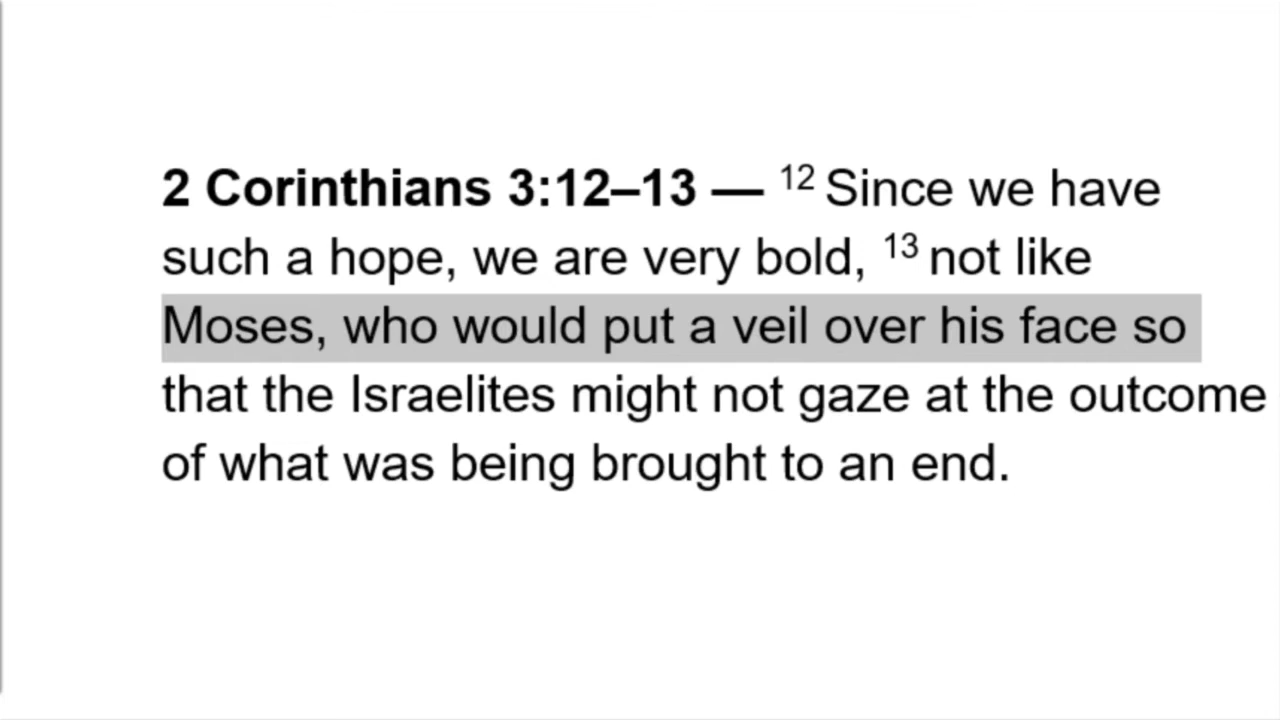 2 Corinthians 3:12–13 — 12 Since we have
such a hope, we are very bold, 13 not like
Moses, who would put a veil over his face so
that the Israelites might not gaze at the outcome
of what was being brought to an end.